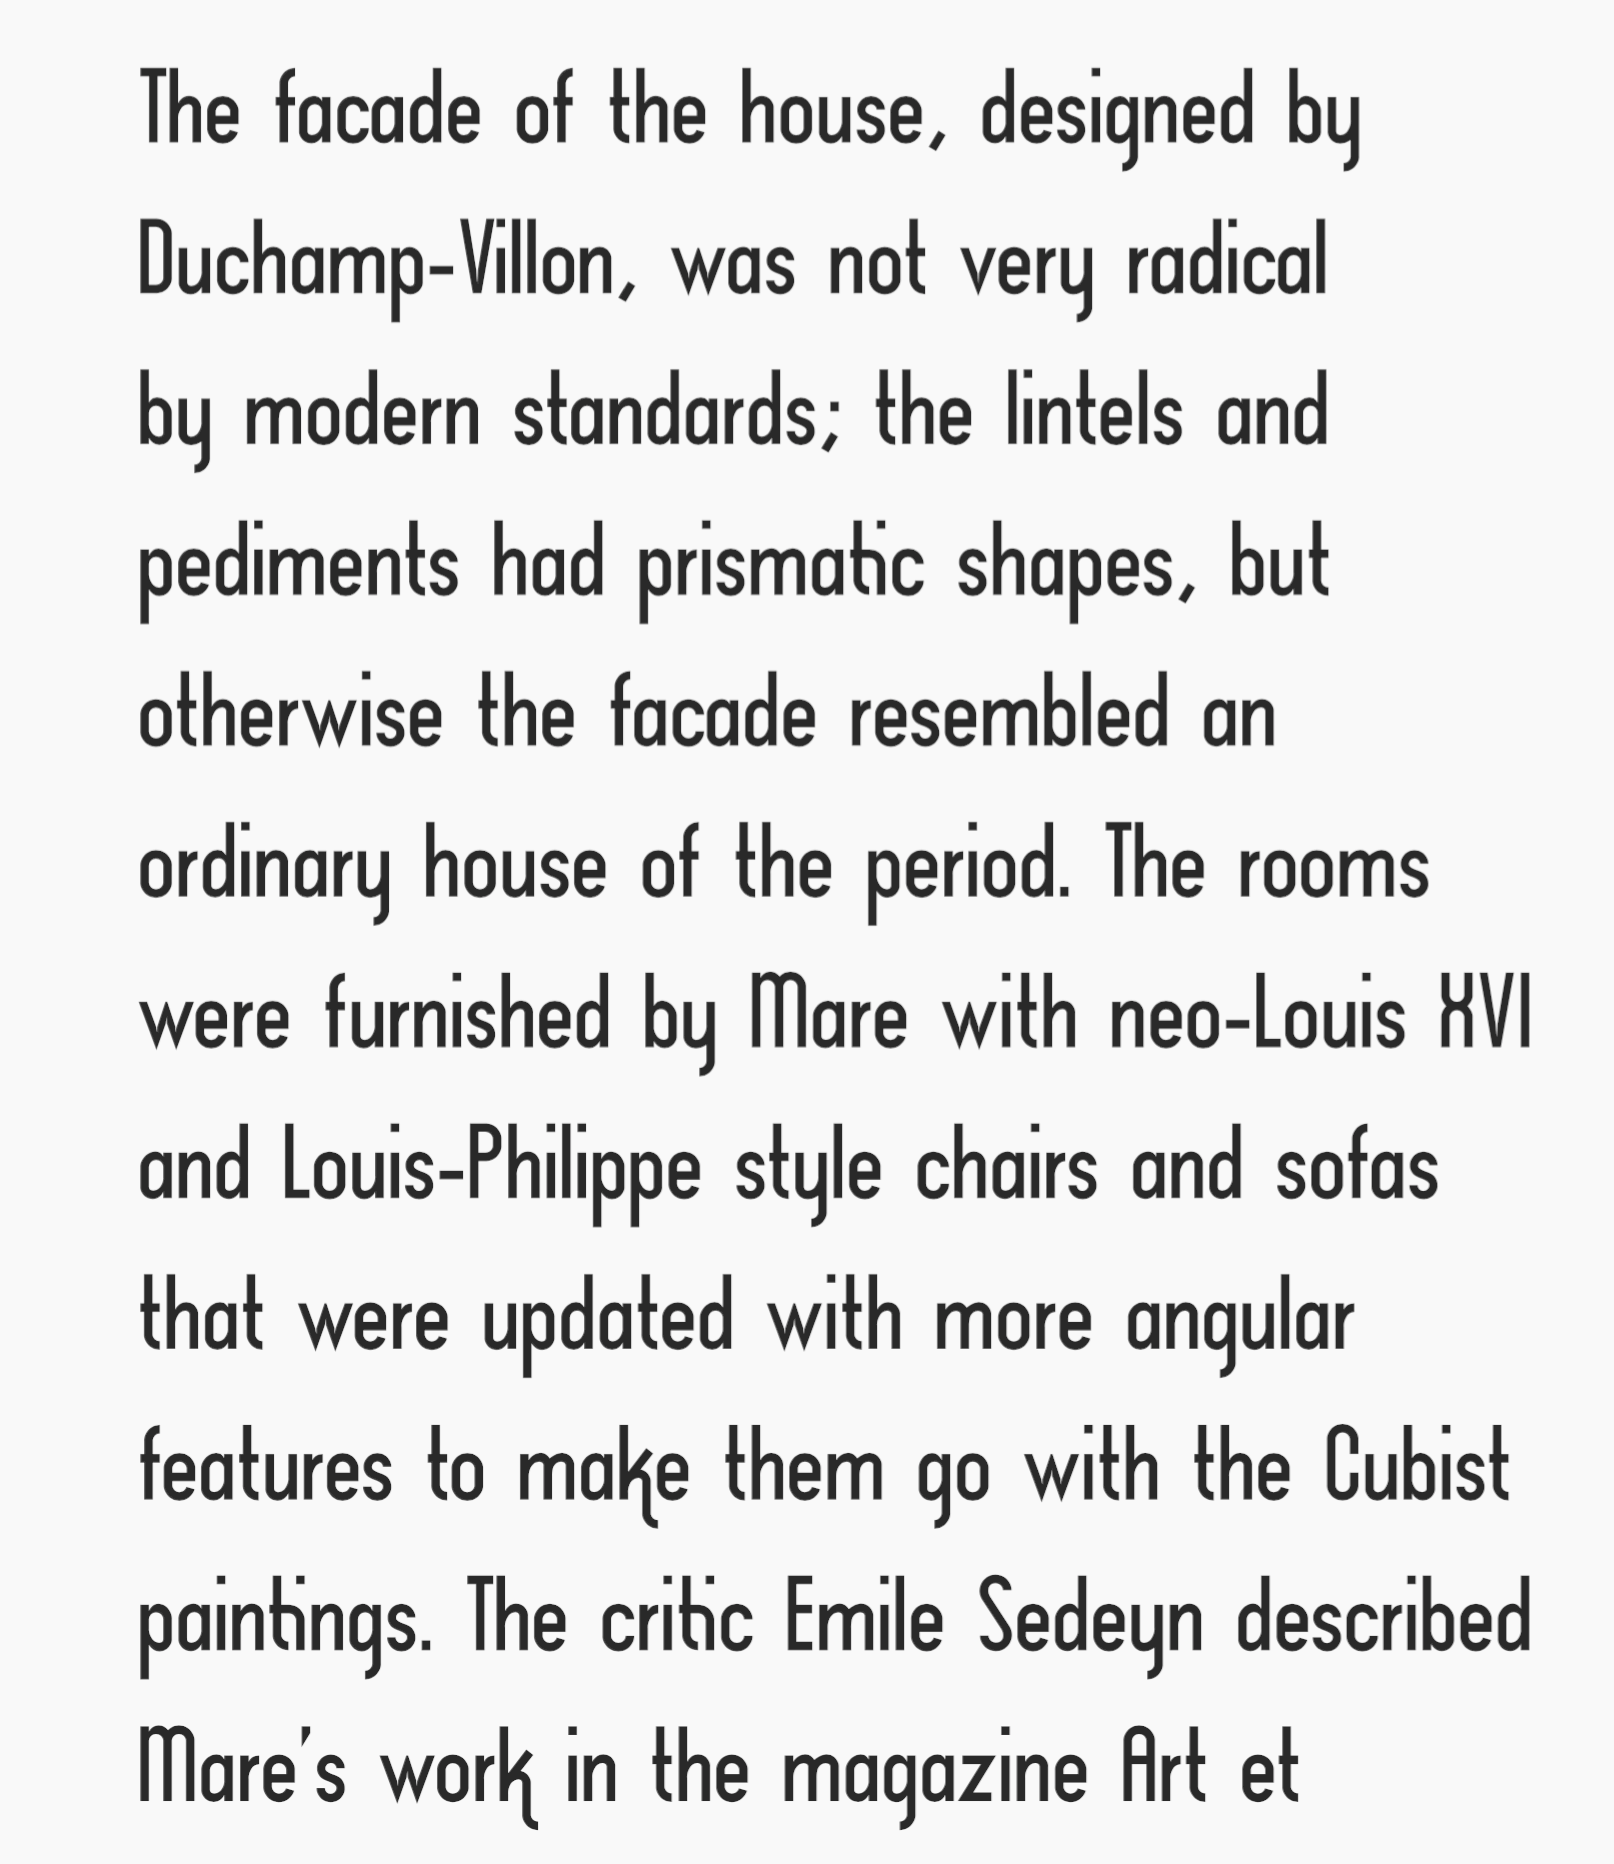 The facade of the house, designed by
Duchamp-Villon, was not very radical
by modern standards; the lintels and
pediments had prismatic shapes, but
otherwise the facade resembled an
ordinary house of the period. The rooms
were furnished by Mare with neo-Louis XVI
and Louis-Philippe style chairs and sofas
that were updated with more angular
features to make them go with the Cubist
paintings. The critic Emile Sedeyn described
Mare's work in the magazine Art et